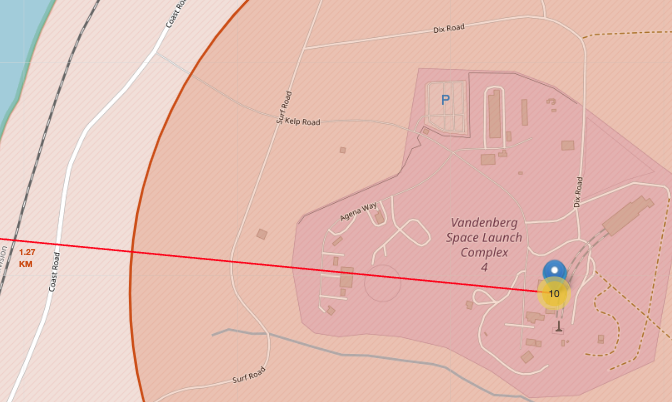 Coast Ro
Dix Road
P
Surf Road
Kelp Road
Dix Road
Agena Way
Vandenberg
Space Launch
Complex
4
1.27
KM
Coast Road
10
Surf Road